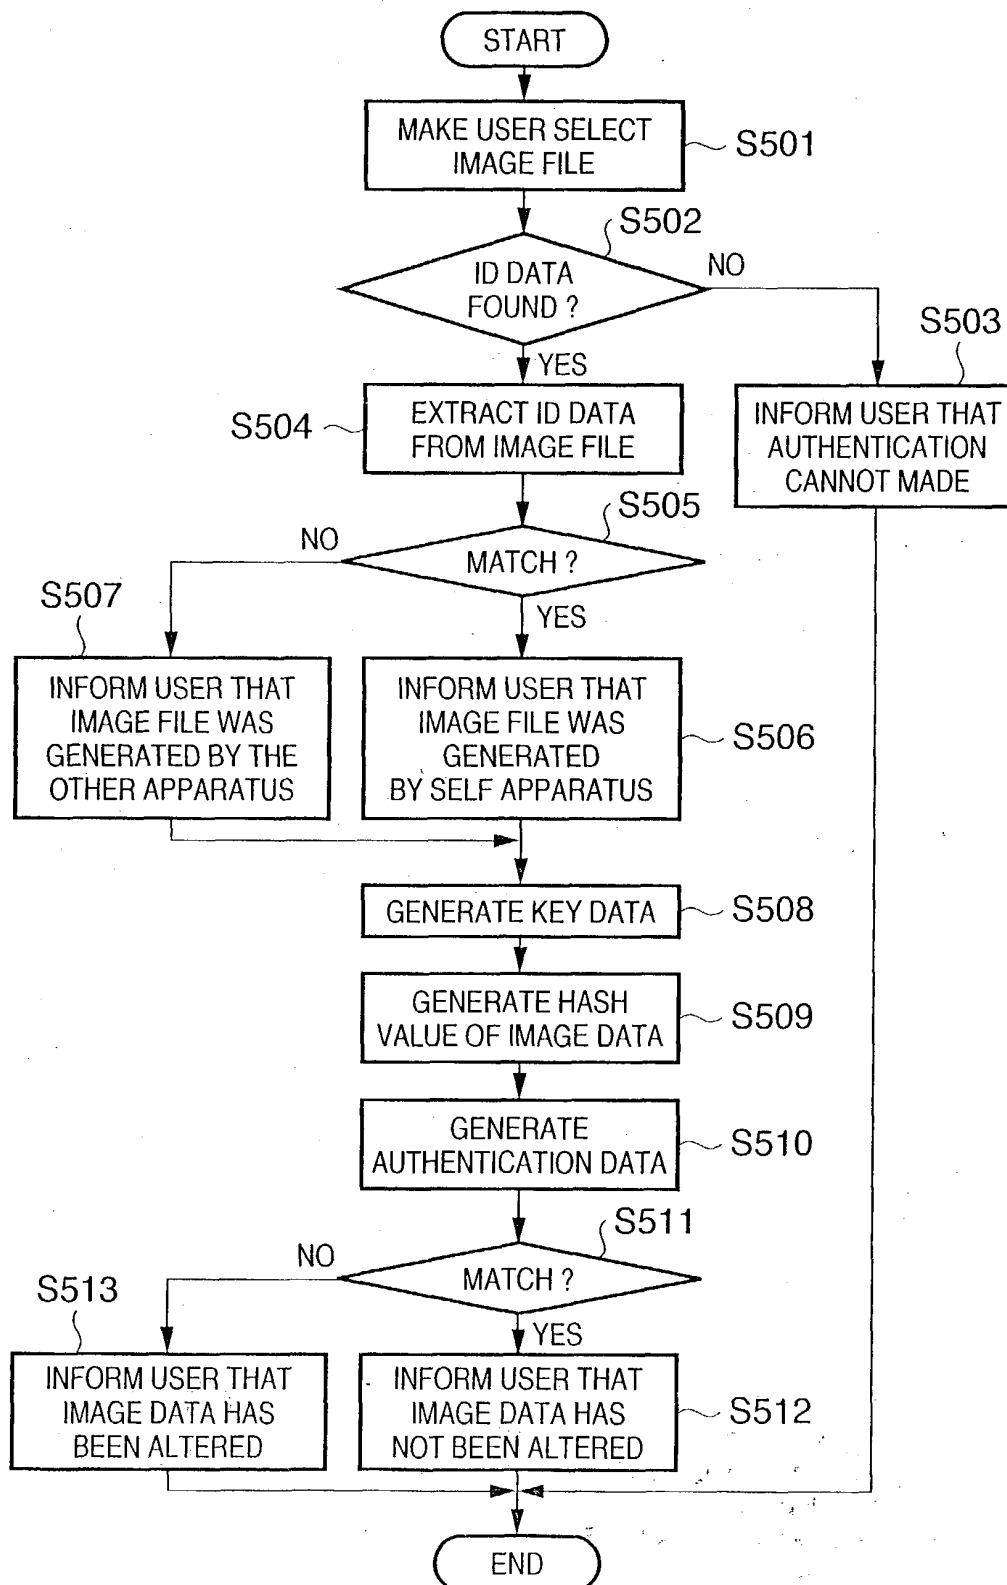 START
MAKE USER SELECT
IMAGE FILE
S501
S502
ID DATA
FOUND ?
NO
YES
S503
INFORM USER THAT
AUTHENTICATION
CANNOT MADE
S504
EXTRACT ID DATA
FROM IMAGE FILE
S505
MATCH ?
NO
YES
S507
INFORM USER THAT
IMAGE FILE WAS
GENERATED BY THE
OTHER APPARATUS
INFORM USER THAT
IMAGE FILE WAS
GENERATED
BY SELF APPARATUS
S506
GENERATE KEY DATA
S508
GENERATE HASH
VALUE OF IMAGE DATA
S509
GENERATE
AUTHENTICATION DATA
S510
S511
MATCH ?
NO
YES
S513
INFORM USER THAT
IMAGE DATA HAS
BEEN ALTERED
INFORM USER THAT
IMAGE DATA HAS
NOT BEEN ALTERED
S512
END